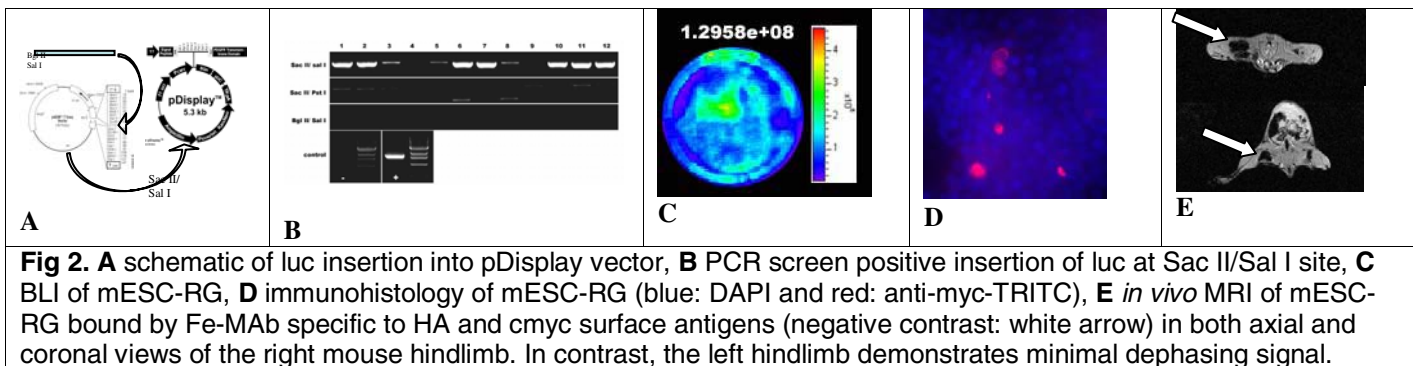 Bgl II
Sal I
pDisplay™
5.3 kb
Sac II/
Sal I
A
1 2 3 4 5 6 7 8 9 10 11 12
Sac II/ sal I
Sac II/ Pst I
Bgl II/ Sal I
control
- +
B
1.2958e+08
C
D
E
Fig 2. A schematic of luc insertion into pDisplay vector, B PCR screen positive insertion of luc at Sac II/Sal I site, C
BLI of mESC-RG, D immunohistology of mESC-RG (blue: DAPI and red: anti-myc-TRITC), E in vivo MRI of mESC-
RG bound by Fe-MAb specific to HA and cmyc surface antigens (negative contrast: white arrow) in both axial and
coronal views of the right mouse hindlimb. In contrast, the left hindlimb demonstrates minimal dephasing signal.